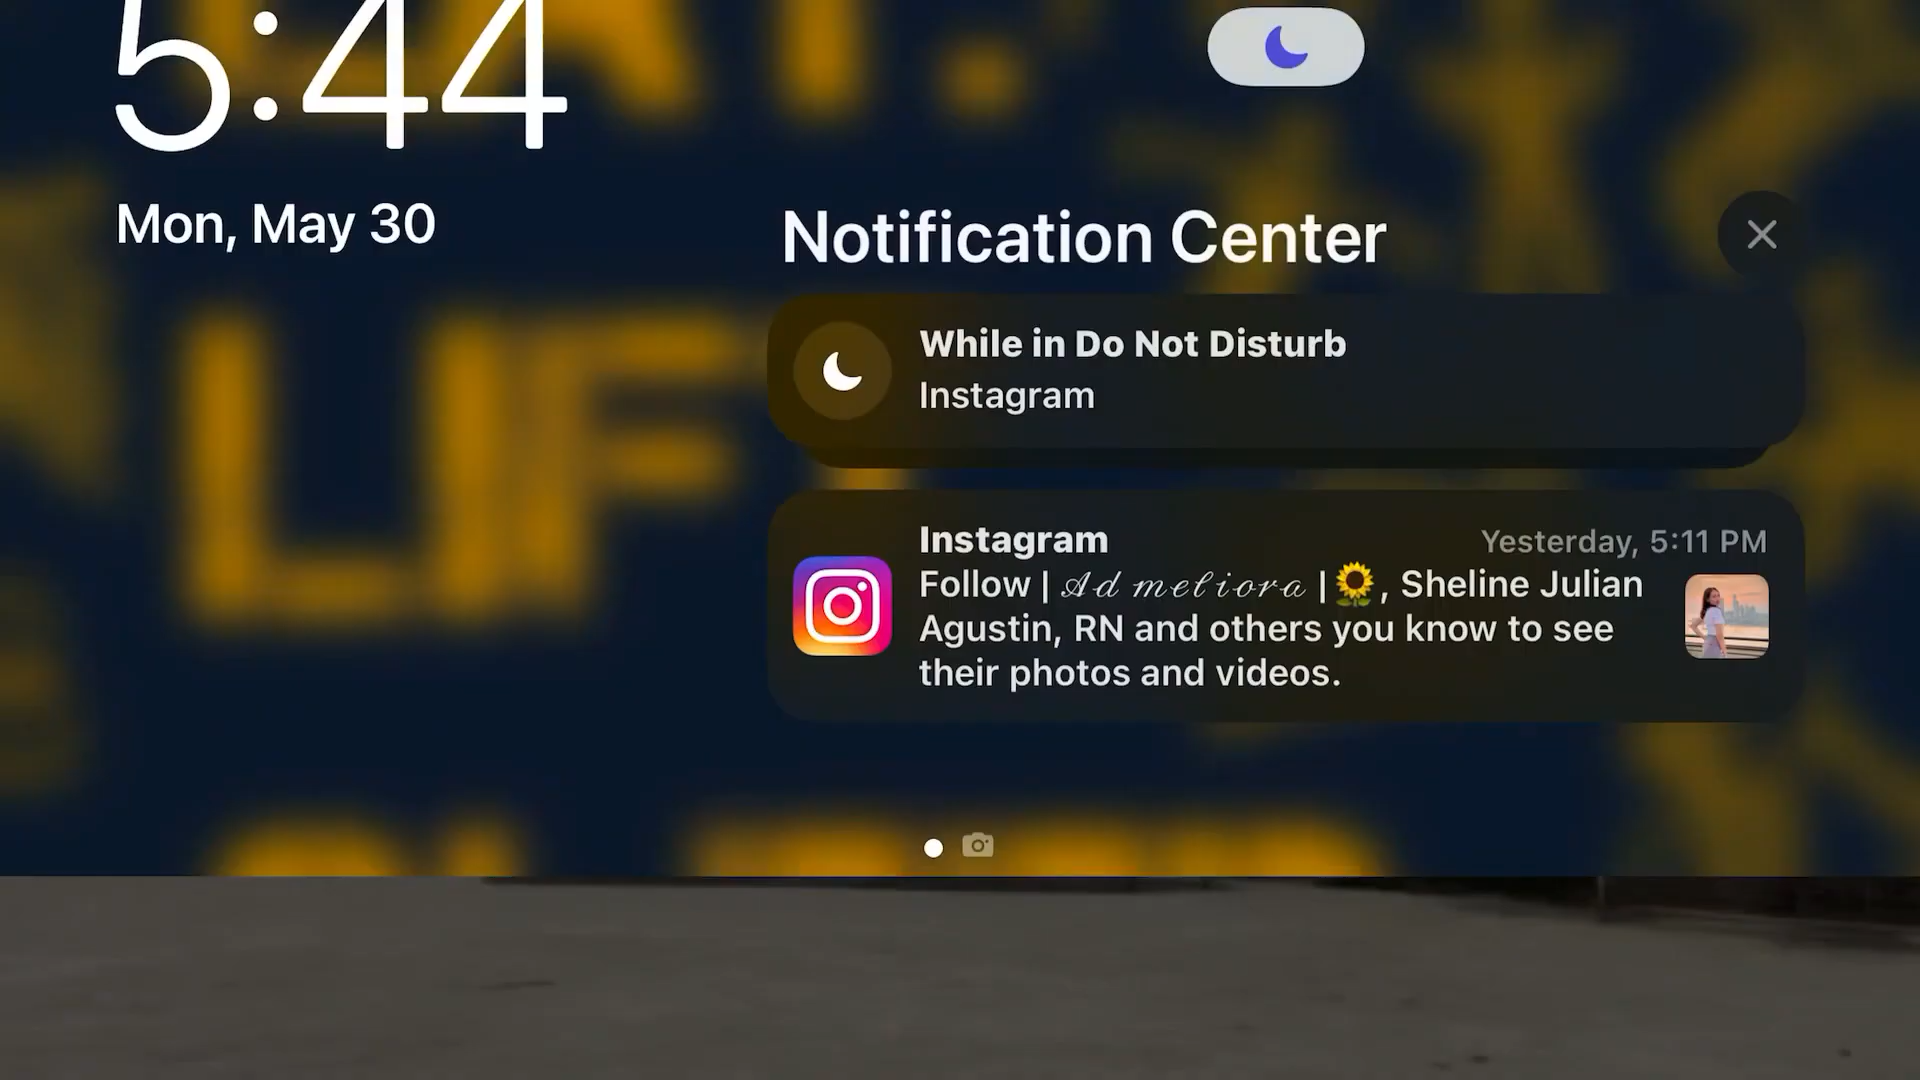 5:44
Mon, May 30
Notification Center
While in Do Not Disturb
Instagram
Instagram
Yesterday, 5:11 PM
Follow | 𝒜𝒹 𝓂𝑒𝓁𝒾𝑜𝓇𝒶 |🌻, Sheline Julian
Agustin, RN and others you know to see
their photos and videos.